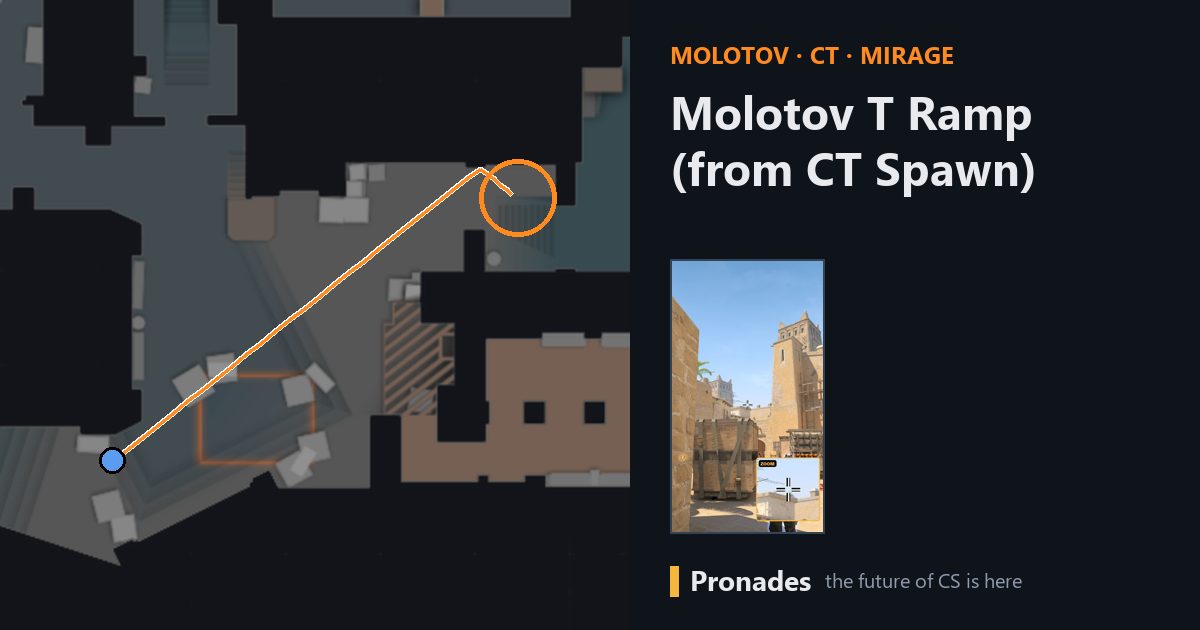 MOLOTOV · CT · MIRAGE
Molotov T Ramp
(from CT Spawn)
ZOOM
Pronades the future of CS is here